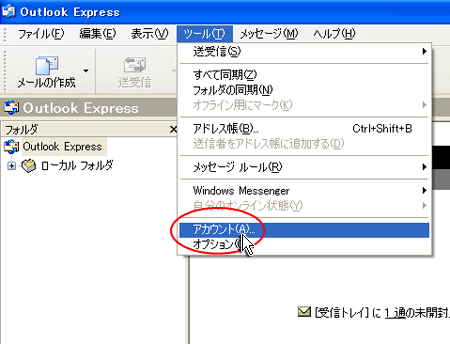 Outlook Express
ファイル(F) 編集(E) 表示(V) ツール(T) メッセージ(M) ヘルプ(H)
メールの作成 送受信
Outlook Express
フォルダ
Outlook Express
ローカル フォルダ
送受信(S)
すべて同期(Z)
フォルダの同期(N)
オフライン用にマーク(K)
アドレス帳(B)... Ctrl+Shift+B
送信者をアドレス帳に追加する(D)
メッセージ ルール(R)
Windows Messenger
自分のオンライン状態(Y)
アカウント(A)...
オプション(
[受信トレイ] に 1 通の未開封